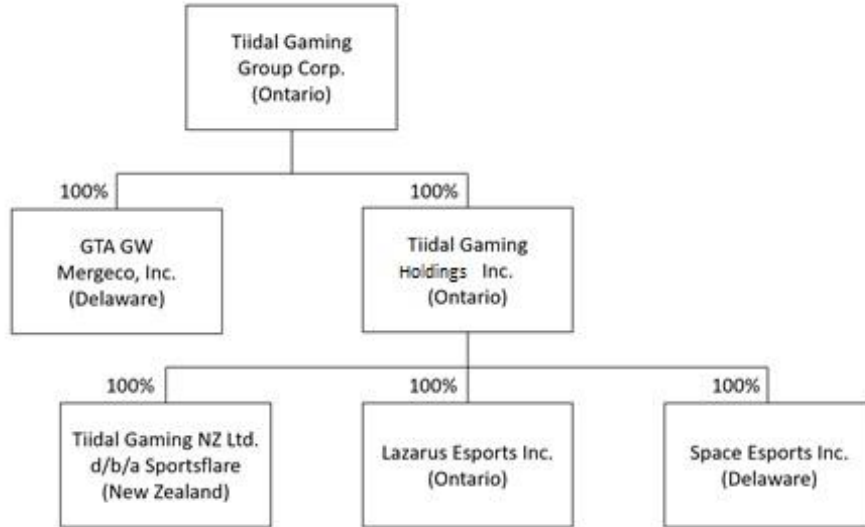 Tiidal Gaming
Group Corp.
(Ontario)
100%
100%
GTA GW
Mergeco, Inc.
(Delaware)
Tiidal Gaming
Holdings Inc.
(Ontario)
100%
100%
100%
Tiidal Gaming NZ Ltd.
d/b/a Sportsflare
(New Zealand)
Lazarus Esports Inc.
(Ontario)
Space Esports Inc.
(Delaware)